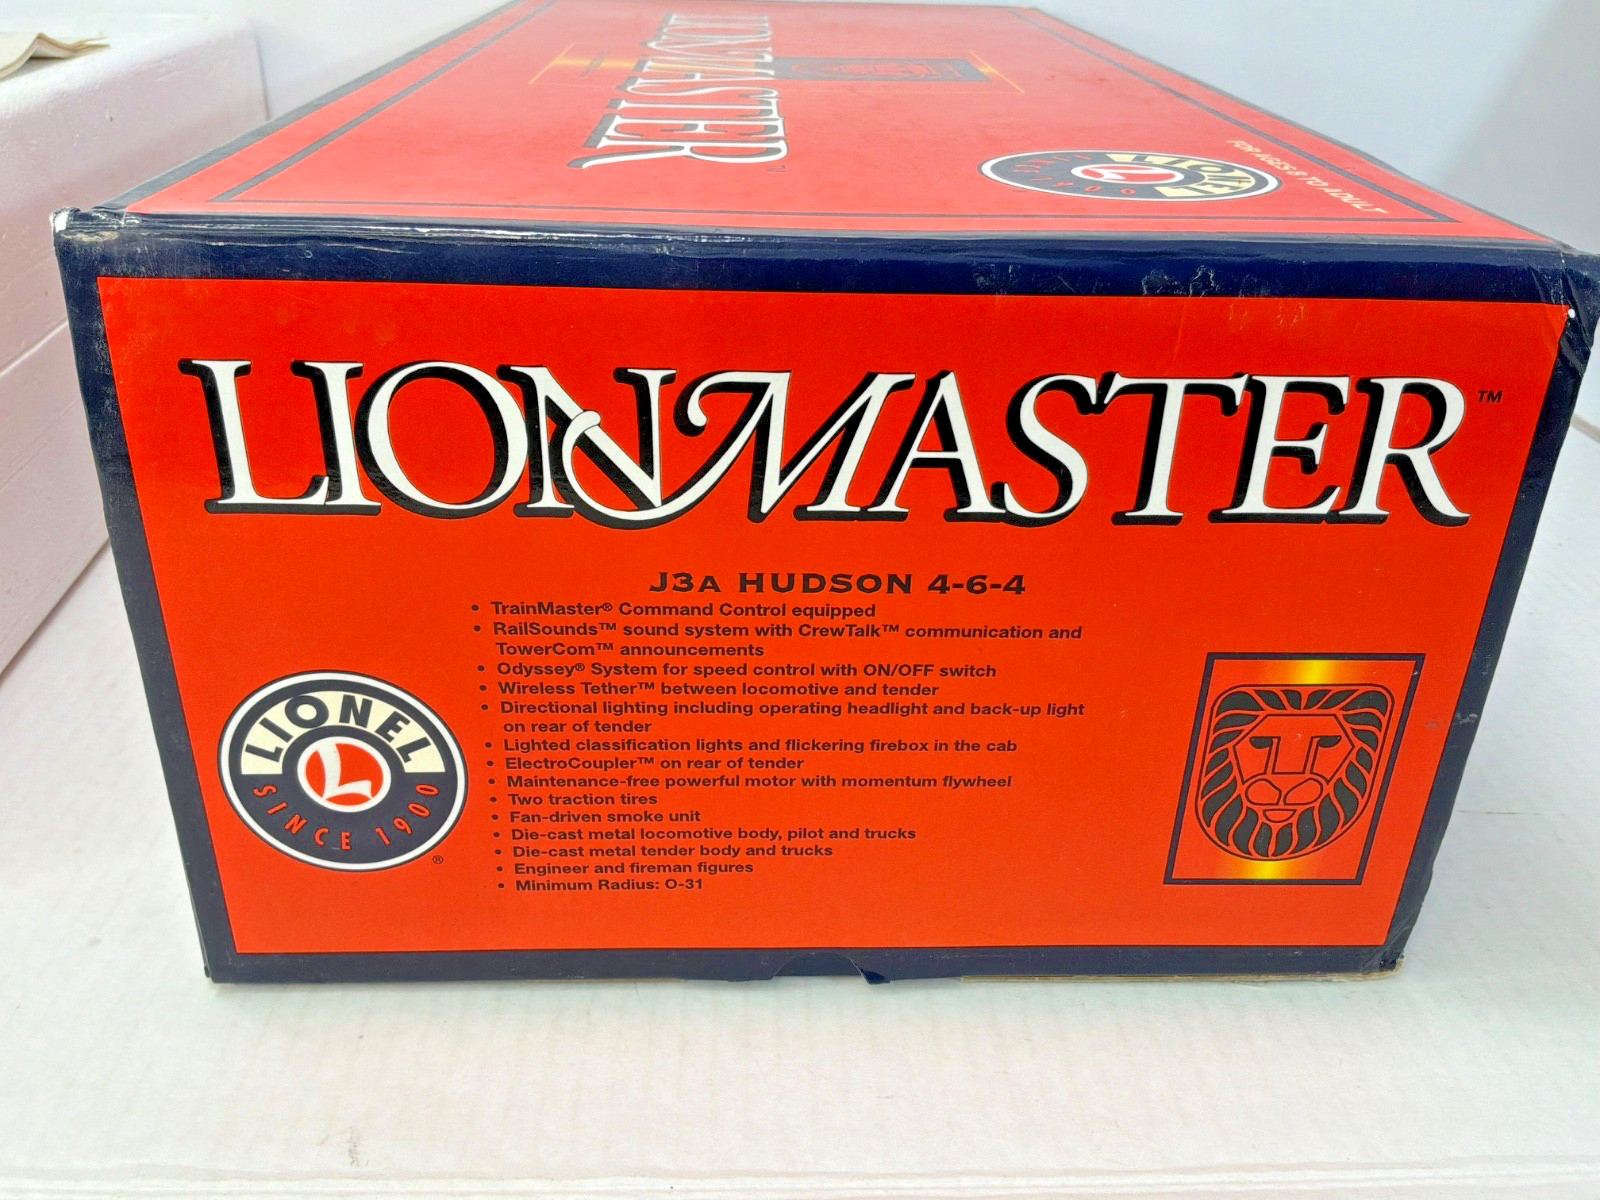 LIONMASTER
LIONEL
SINCE 1900
FOR AGES 8 TO ADULT
LIONMASTER™
J3A HUDSON 4-6-4
• TrainMaster® Command Control equipped
• RailSounds™ sound system with CrewTalk™ communication and
TowerCom™ announcements
• Odyssey® System for speed control with ON/OFF switch
• Wireless Tether™ between locomotive and tender
• Directional lighting including operating headlight and back-up light
on rear of tender
• Lighted classification lights and flickering firebox in the cab
• ElectroCoupler™ on rear of tender
• Maintenance-free powerful motor with momentum flywheel
• Two traction tires
• Fan-driven smoke unit
• Die-cast metal locomotive body, pilot and trucks
• Die-cast metal tender body and trucks
• Engineer and fireman figures
• Minimum Radius: O-31
LIONEL
L
SINCE 1900
®